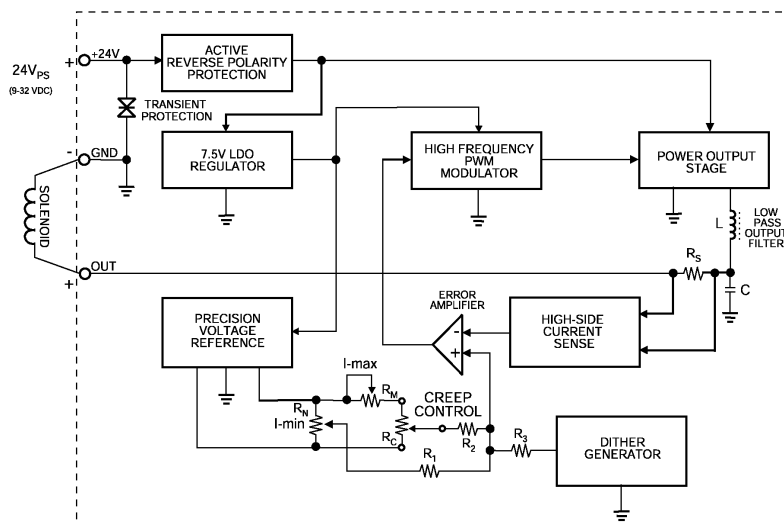 + +24V
24VPS
(9-32 VDC)
ACTIVE
REVERSE POLARITY
PROTECTION
TRANSIENT
PROTECTION
- GND
7.5V LDO
REGULATOR
HIGH FREQUENCY
PWM
MODULATOR
POWER OUTPUT
STAGE
SOLENOID
L
LOW
PASS
OUTPUT
FILTER
RS
+ OUT
C
PRECISION
VOLTAGE
REFERENCE
ERROR
AMPLIFIER
-
+
HIGH-SIDE
CURRENT
SENSE
I-max
RM
RN
I-min
CREEP
CONTROL
RC
R2
R1
R3
DITHER
GENERATOR